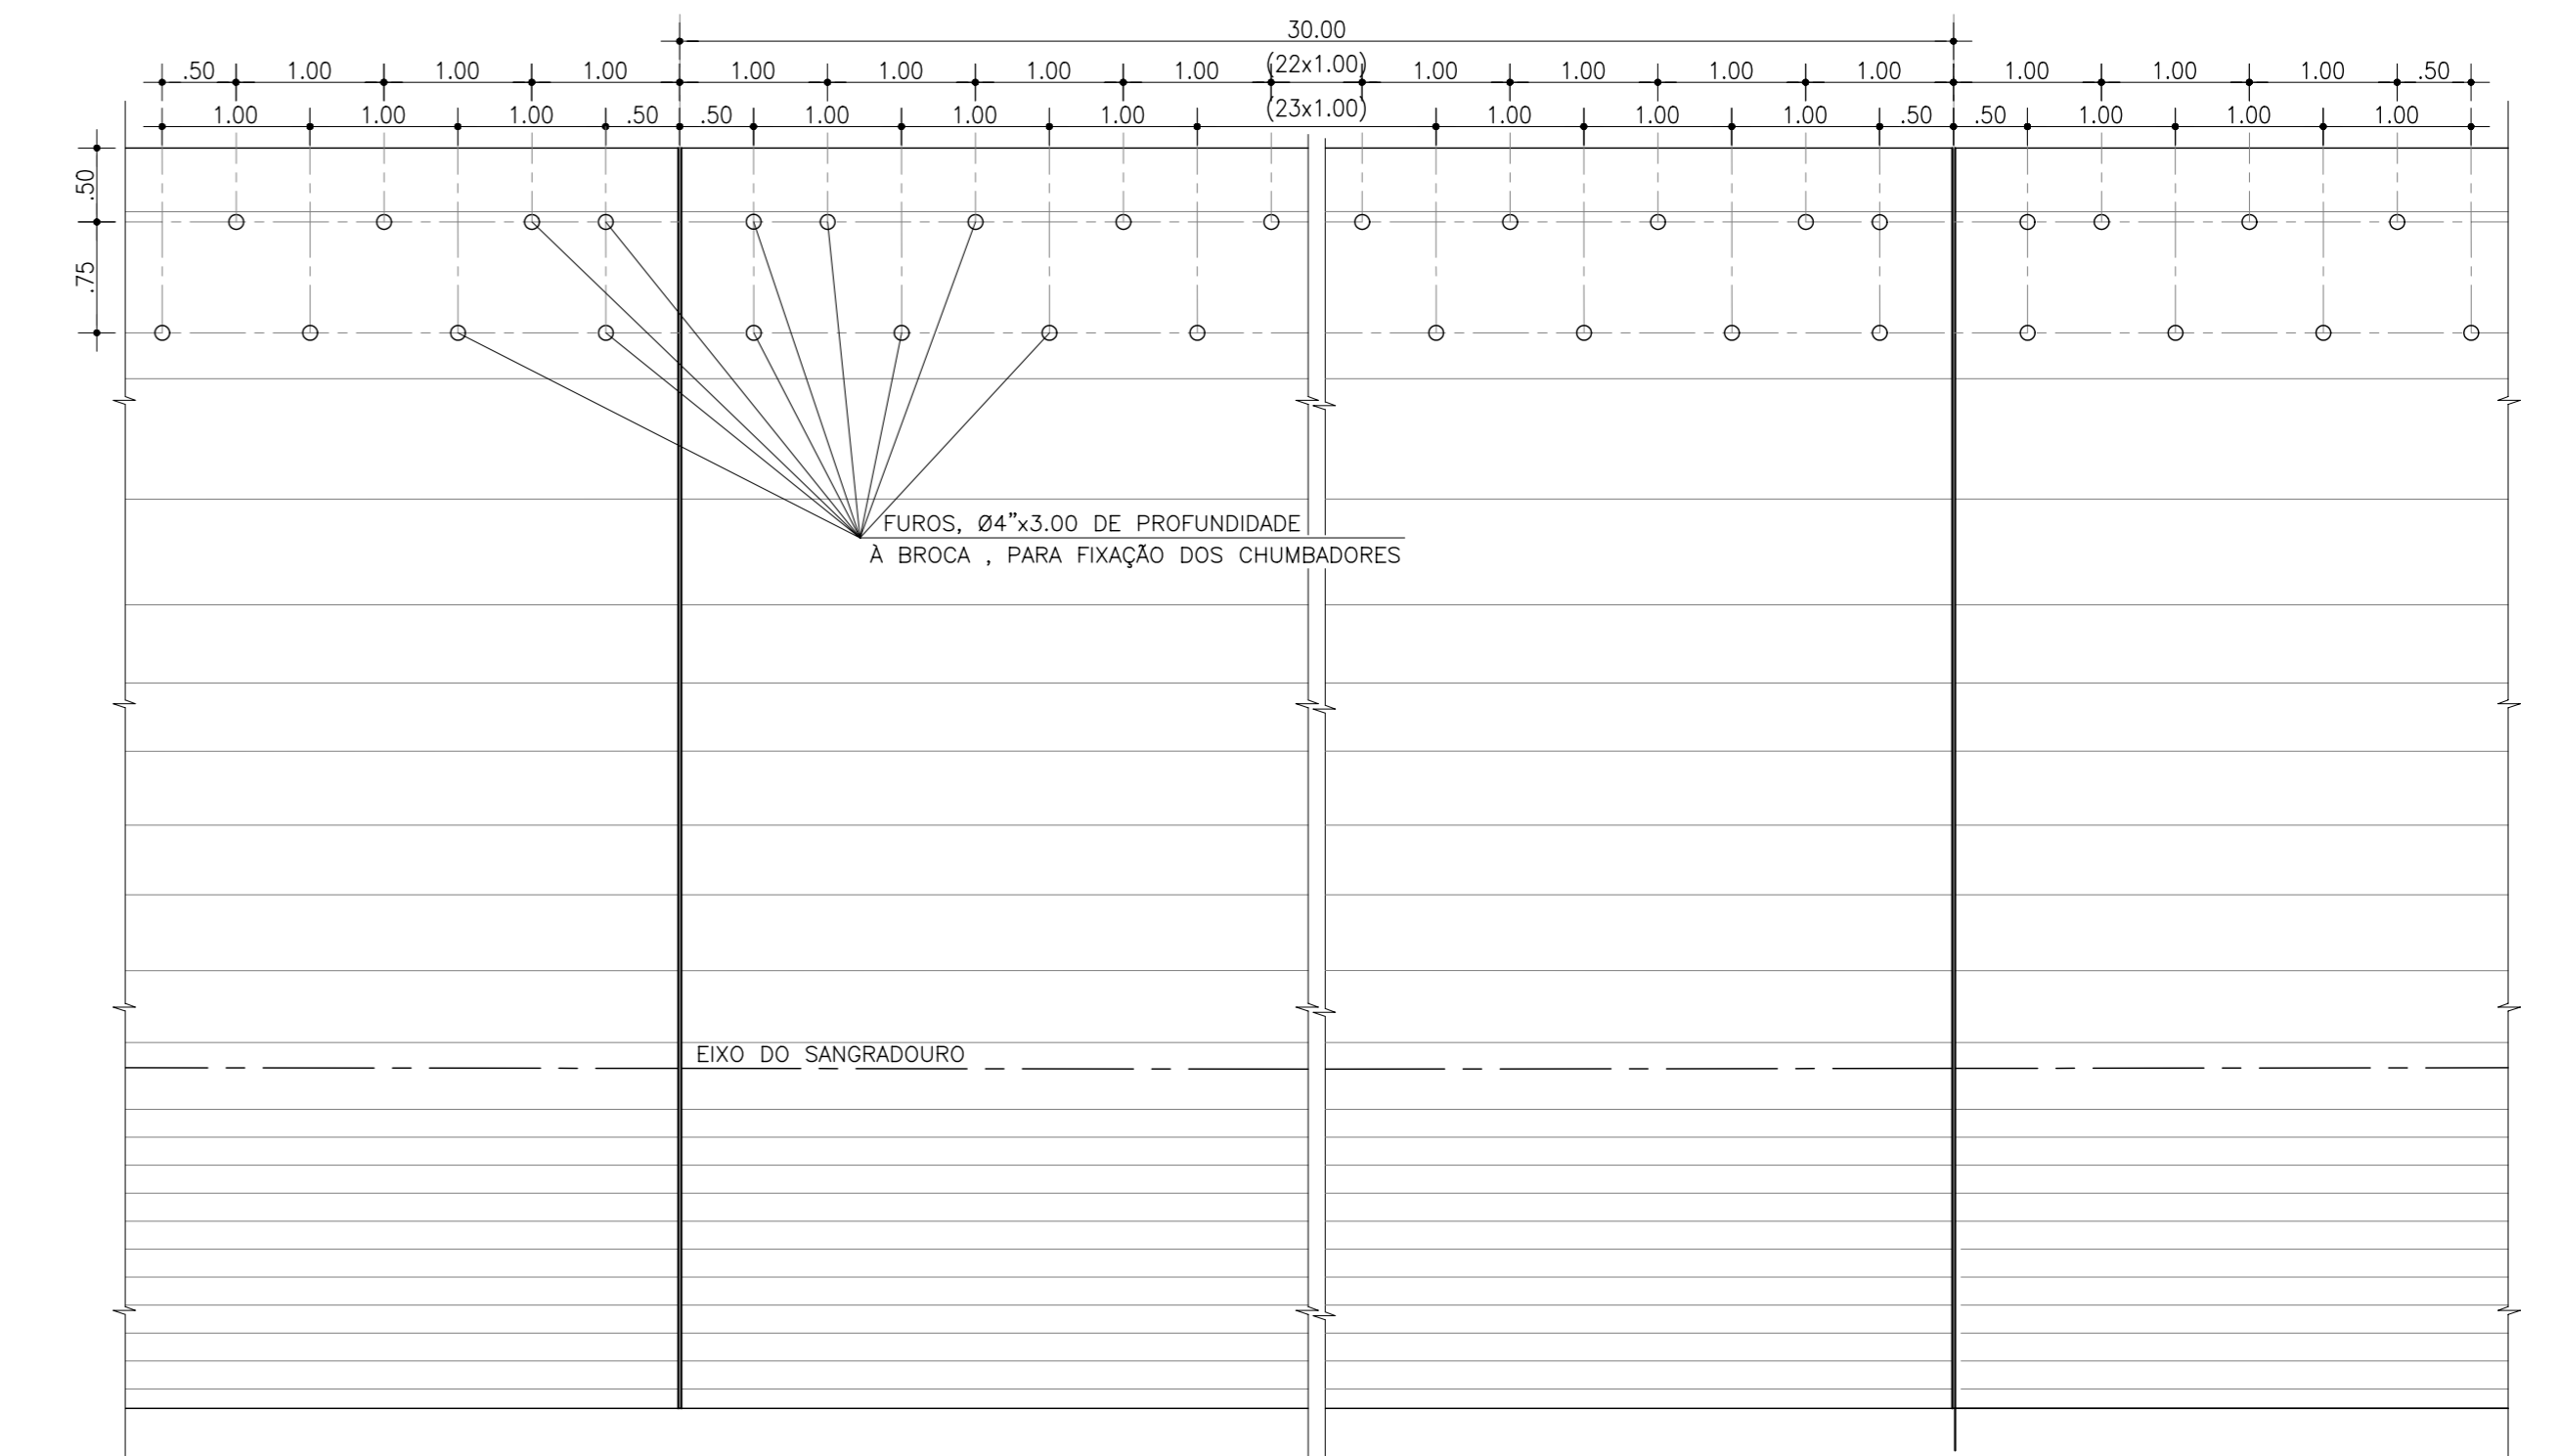 30.00
.50 1.00 1.00 1.00 1.00 1.00 1.00 1.00 (22x1.00) 1.00 1.00 1.00 1.00 1.00 1.00 1.00 1.00 .50
1.00 1.00 1.00 .50 .50 1.00 1.00 1.00 (23x1.00) 1.00 1.00 1.00 .50 .50 1.00 1.00 1.00
.50
.75
FUROS, Ø4”x3.00 DE PROFUNDIDADE
À BROCA , PARA FIXAÇÃO DOS CHUMBADORES
EIXO DO SANGRADOURO